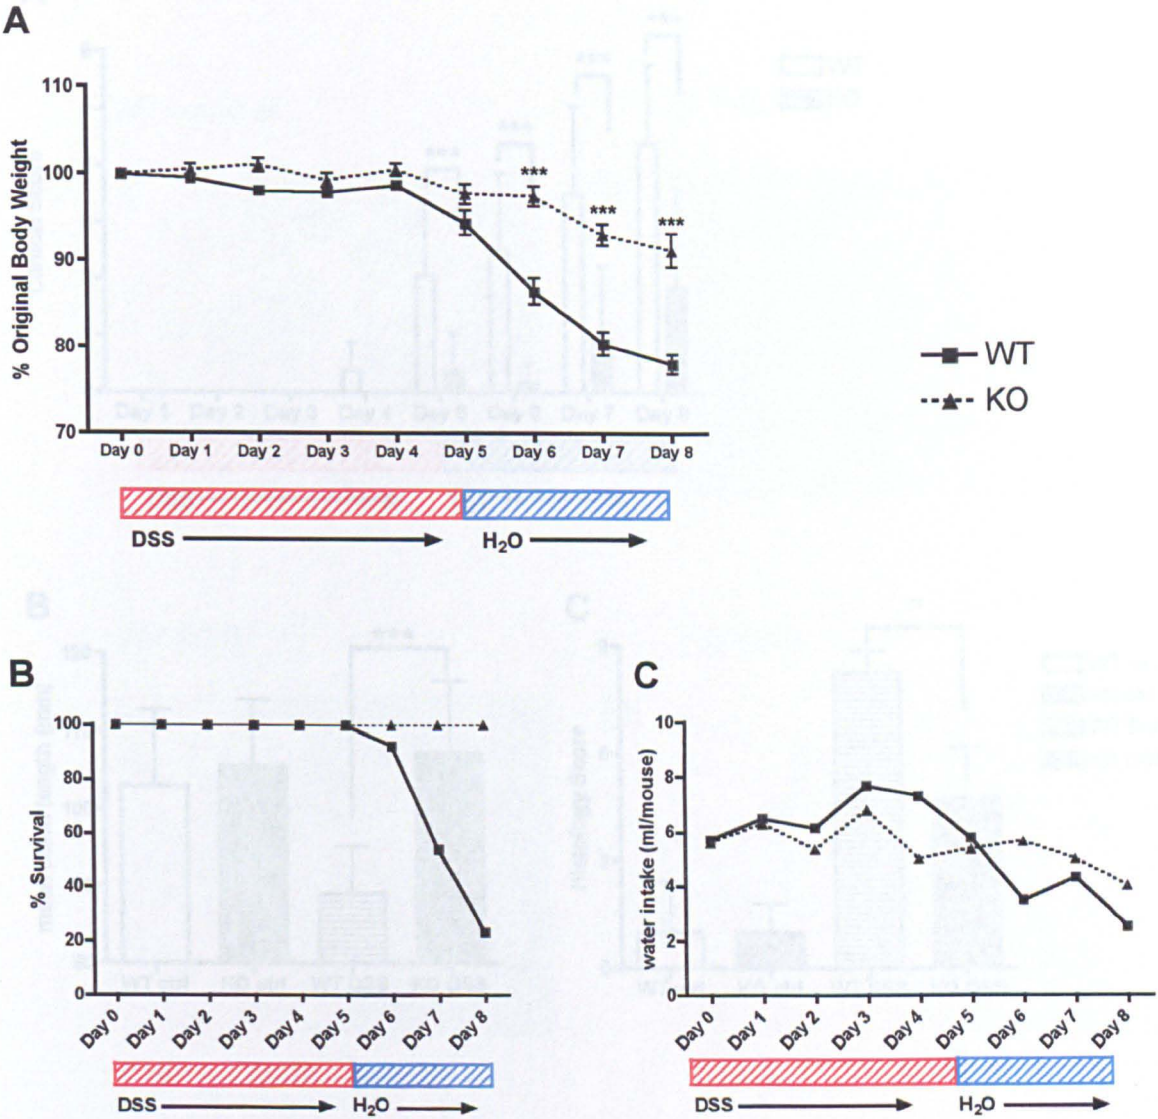 A
110
100
90
80
70
% Original Body Weight
***
***
***
WT
KO
Day 0 Day 1 Day 2 Day 3 Day 4 Day 5 Day 6 Day 7 Day 8
DSS H₂O
B
100
80
60
40
20
0
% Survival
Day 0 Day 1 Day 2 Day 3 Day 4 Day 5 Day 6 Day 7 Day 8
DSS H₂O
C
10
8
6
4
2
0
water intake (ml/mouse)
Day 0 Day 1 Day 2 Day 3 Day 4 Day 5 Day 6 Day 7 Day 8
DSS H₂O